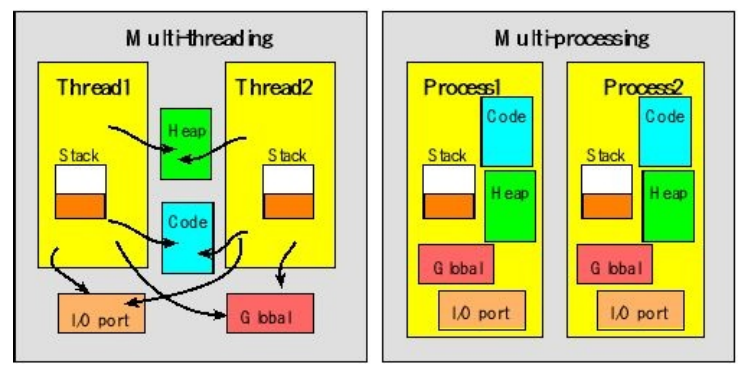 Multi-threading
Thread1
Thread2
Heap
Stack
Stack
Code
I/O port
Global
Multi-processing
Process1
Process2
Code
Code
Stack
Stack
Heap
Heap
Global
Global
I/O port
I/O port